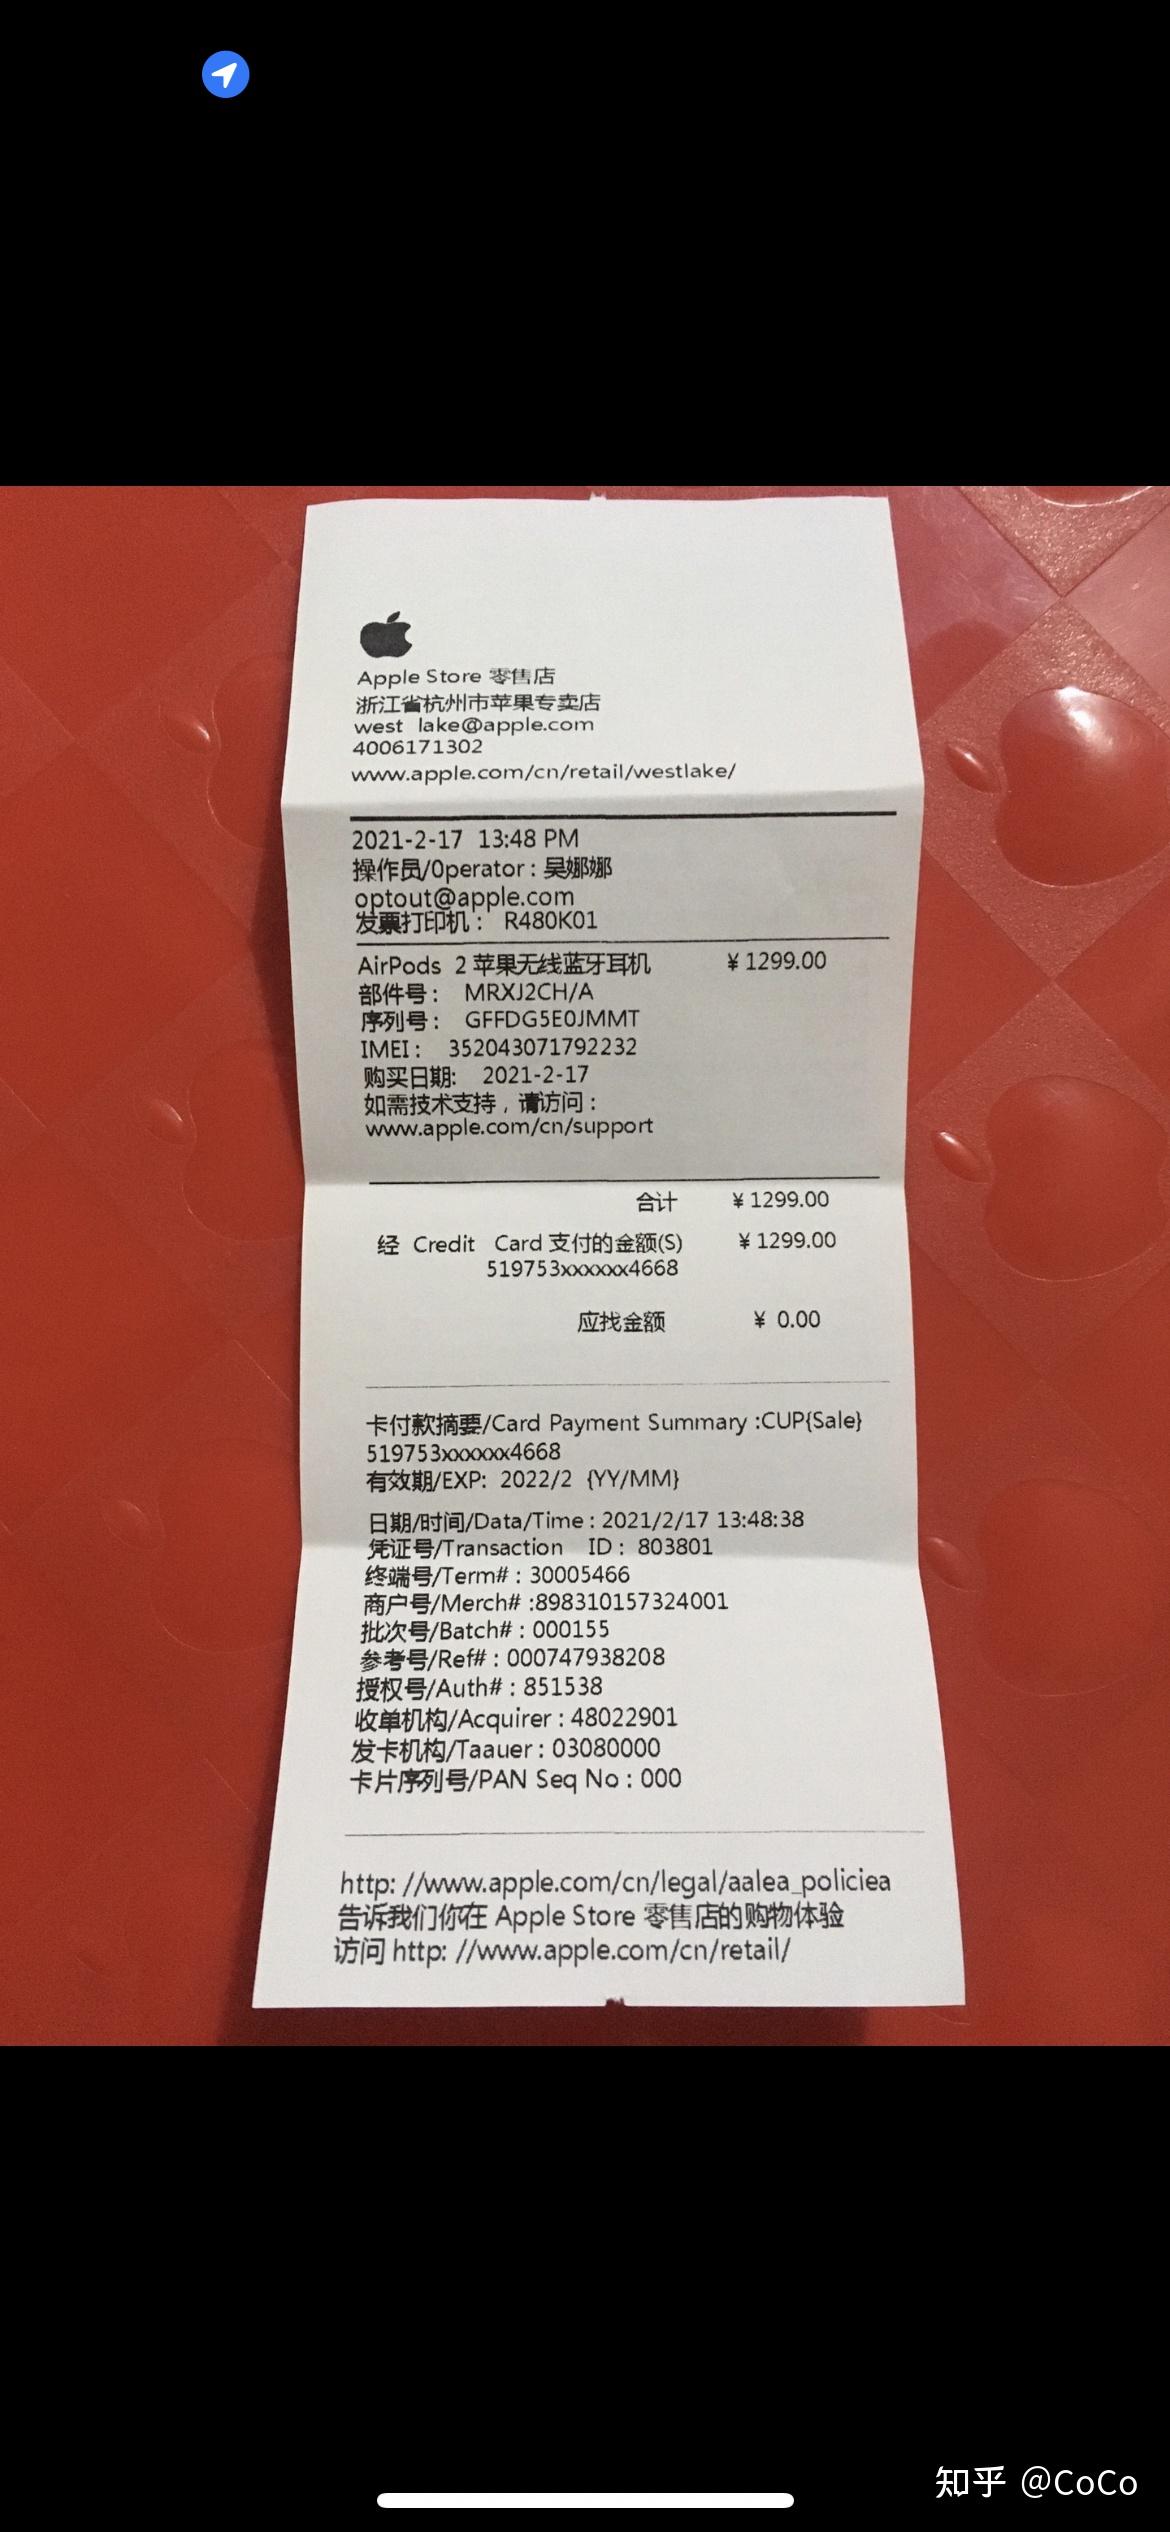 Apple Store 零售店
浙江省杭州市苹果专卖店
west lake@apple.com
4006171302
www.apple.com/cn/retail/westlake/
2021-2-17 13:48 PM
操作员/0perator : 吴娜娜
optout@apple.com
发票打印机： R480K01
AirPods 2 苹果无线蓝牙耳机 ￥1299.00
部件号： MRXJ2CH/A
序列号： GFFDG5E0JMMT
IMEI： 352043071792232
购买日期: 2021-2-17
如需技术支持，请访问：
www.apple.com/cn/support
合计 ￥1299.00
经 Credit Card 支付的金额(S) ￥1299.00
519753xxxxxx4668
应找金额 ￥ 0.00
卡付款摘要/Card Payment Summary :CUP{Sale}
519753xxxxxx4668
有效期/EXP: 2022/2 {YY/MM}
日期/时间/Data/Time : 2021/2/17 13:48:38
凭证号/Transaction ID : 803801
终端号/Term# : 30005466
商户号/Merch# :898310157324001
批次号/Batch# : 000155
参考号/Ref# : 000747938208
授权号/Auth# : 851538
收单机构/Acquirer : 48022901
发卡机构/Taauer : 03080000
卡片序列号/PAN Seq No : 000
http: //www.apple.com/cn/legal/aalea_policiea
告诉我们你在 Apple Store 零售店的购物体验
访问 http: //www.apple.com/cn/retail/
知乎 @CoCo